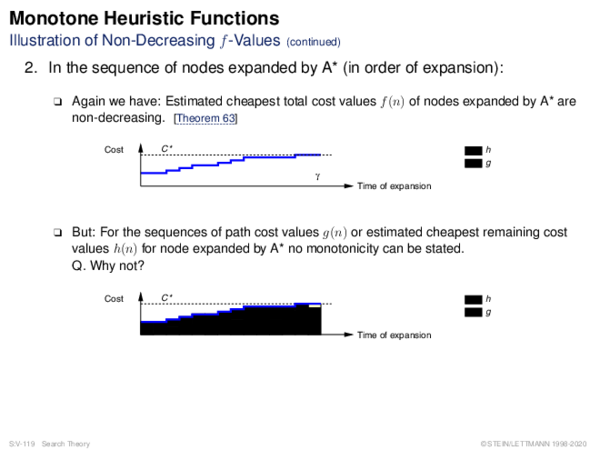 Monotone Heuristic Functions
Illustration of Non-Decreasing f-Values (continued)
2. In the sequence of nodes expanded by A* (in order of expansion):
❑ Again we have: Estimated cheapest total cost values f(n) of nodes expanded by A* are
non-decreasing. [Theorem 63]
Cost
C*
h
g
γ
Time of expansion
❑ But: For the sequences of path cost values g(n) or estimated cheapest remaining cost
values h(n) for node expanded by A* no monotonicity can be stated.
Q. Why not?
Cost
C*
h
g
Time of expansion
S:V-119 Search Theory
©STEIN/LETTMANN 1998-2020